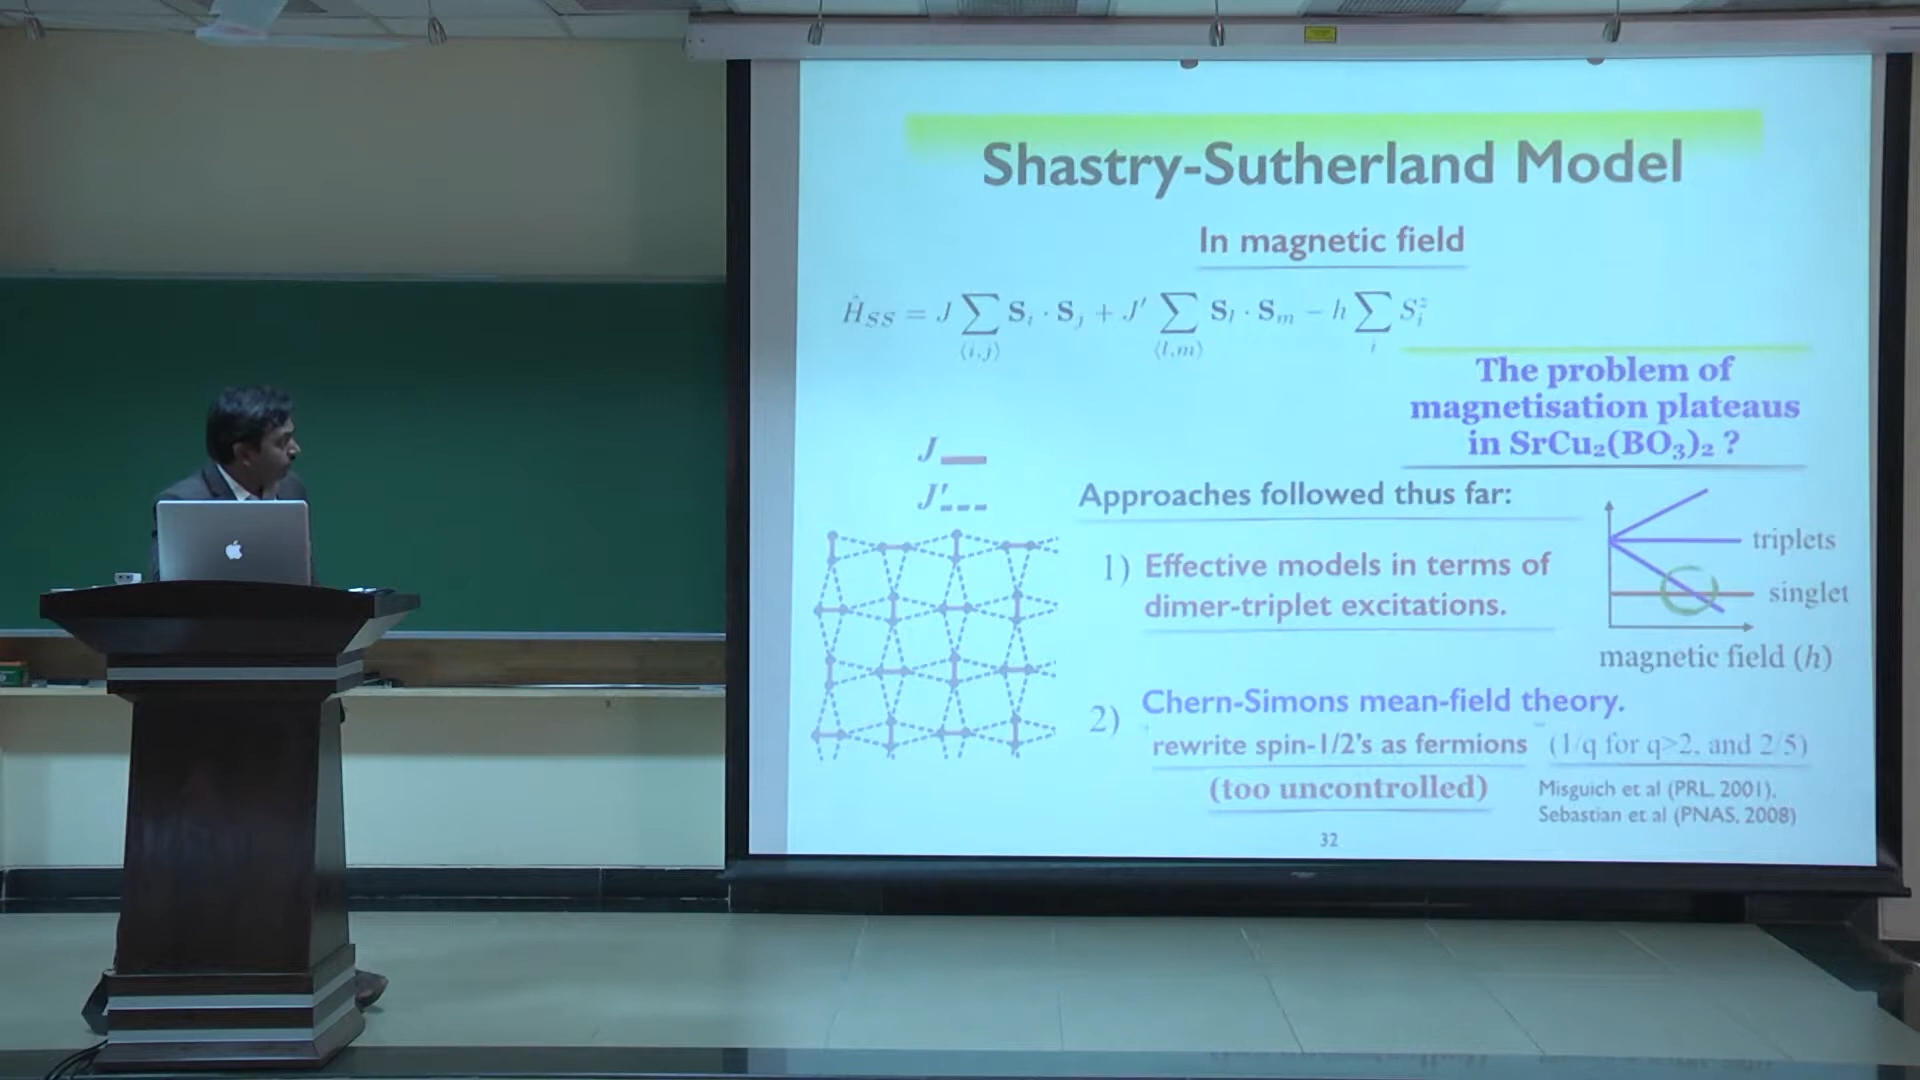 Shastry-Sutherland Model
In magnetic field
Ĥ_SS = J ∑_⟨i,j⟩ S_i · S_j + J′ ∑_⟨l,m⟩ S_l · S_m − h ∑_i S_i^z
The problem of
magnetisation plateaus
in SrCu₂(BO₃)₂ ?
J
J′
Approaches followed thus far:
1) Effective models in terms of
dimer-triplet excitations.
triplets
singlet
magnetic field (h)
2) Chern-Simons mean-field theory.
rewrite spin-1/2's as fermions (1/q for q>2, and 2/5)
(too uncontrolled)
Misguich et al (PRL, 2001),
Sebastian et al (PNAS, 2008)
32